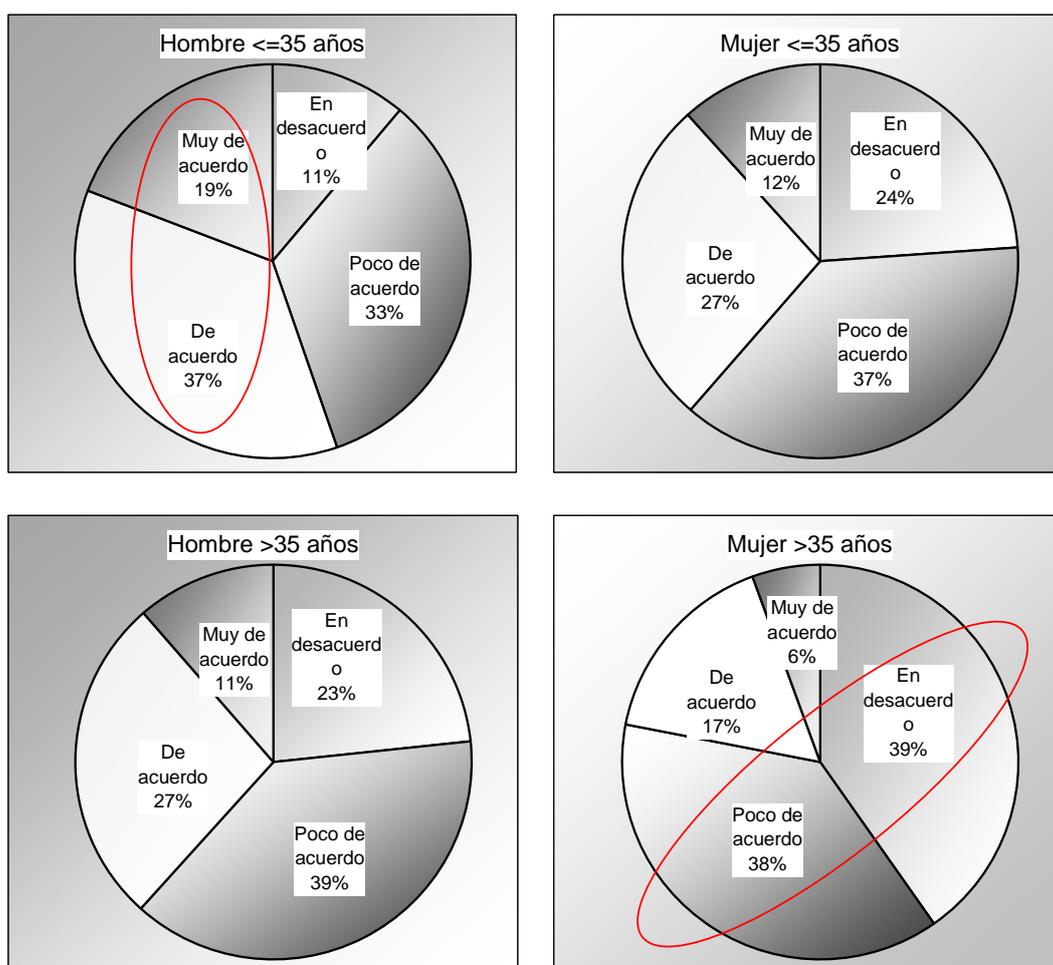 Hombre <=35 años
En
desacuerd
o
11%
Muy de
acuerdo
19%
Poco de
acuerdo
33%
De
acuerdo
37%
Mujer <=35 años
En
desacuerd
o
24%
Muy de
acuerdo
12%
De
acuerdo
27%
Poco de
acuerdo
37%
Hombre >35 años
En
desacuerd
o
23%
Muy de
acuerdo
11%
De
acuerdo
27%
Poco de
acuerdo
39%
Mujer >35 años
Muy de
acuerdo
6%
En
desacuerd
o
39%
De
acuerdo
17%
Poco de
acuerdo
38%